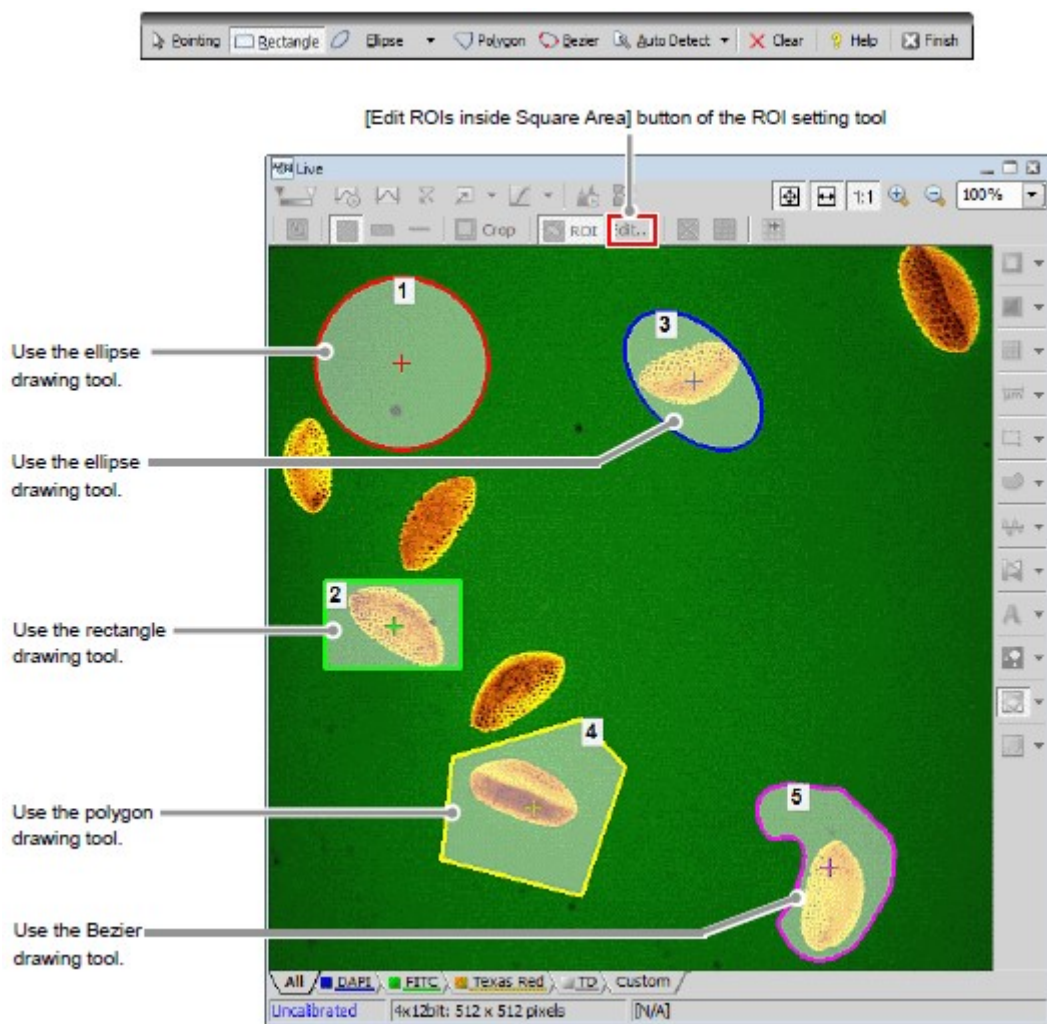 Pointing Rectangle Ellipse Polygon Bezier Auto Detect Clear Help Finish
[Edit ROIs inside Square Area] button of the ROI setting tool
Live
1:1 100%
Crop ROI Edit..
1
3
Use the ellipse
drawing tool.
Use the ellipse
drawing tool.
2
Use the rectangle
drawing tool.
4
Use the polygon
drawing tool.
5
Use the Bezier
drawing tool.
All DAPI FITC Texas Red TD Custom
Uncalibrated 4x12bit: 512 x 512 pixels [N/A]